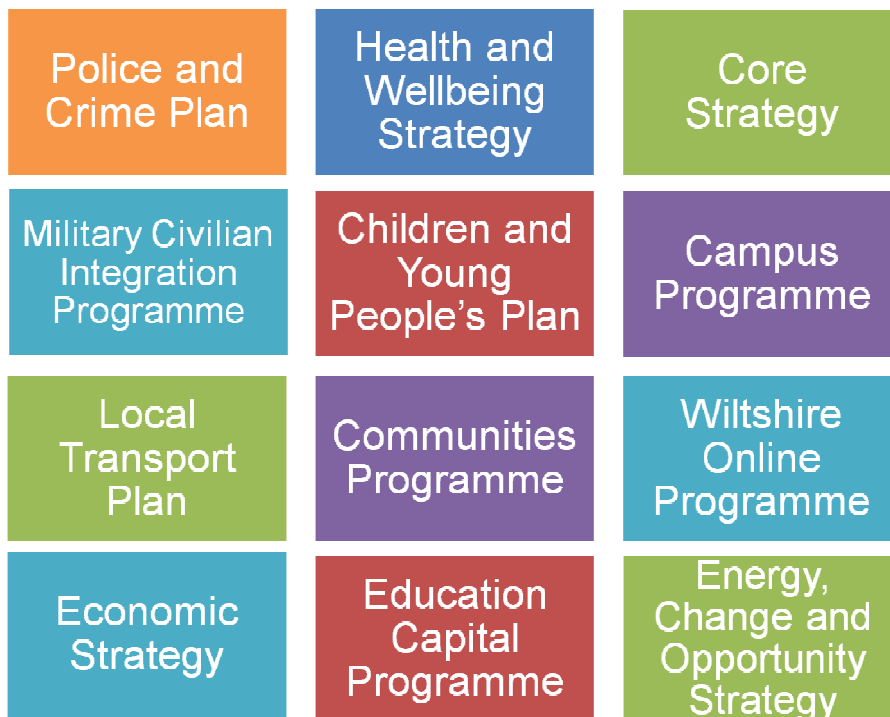 Police and
Crime Plan
Health and
Wellbeing
Strategy
Core
Strategy
Military Civilian
Integration
Programme
Children and
Young
People’s Plan
Campus
Programme
Local
Transport
Plan
Communities
Programme
Wiltshire
Online
Programme
Economic
Strategy
Education
Capital
Programme
Energy,
Change and
Opportunity
Strategy